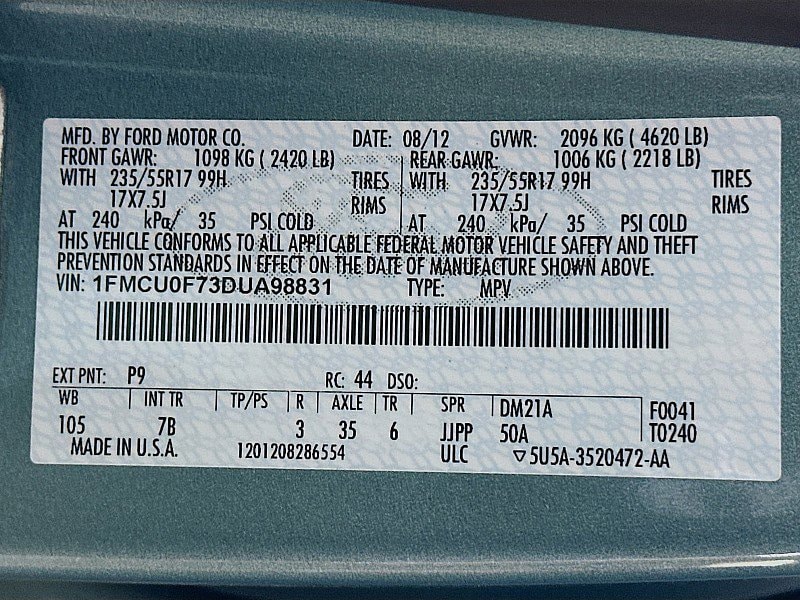 MFD. BY FORD MOTOR CO. DATE: 08/12 GVWR: 2096 KG ( 4620 LB)
FRONT GAWR: 1098 KG ( 2420 LB) REAR GAWR: 1006 KG ( 2218 LB)
WITH 235/55R17 99H TIRES WITH 235/55R17 99H TIRES
17X7.5J RIMS 17X7.5J RIMS
AT 240 kPa/ 35 PSI COLD AT 240 kPa/ 35 PSI COLD
THIS VEHICLE CONFORMS TO ALL APPLICABLE FEDERAL MOTOR VEHICLE SAFETY AND THEFT
PREVENTION STANDARDS IN EFFECT ON THE DATE OF MANUFACTURE SHOWN ABOVE.
VIN: 1FMCU0F73DUA98831 TYPE: MPV
EXT PNT: P9 RC: 44 DSO:
WB INT TR TP/PS R AXLE TR SPR DM21A F0041
105 7B 3 35 6 JJPP 50A T0240
MADE IN U.S.A. 1201208286554 ULC ▽5U5A-3520472-AA